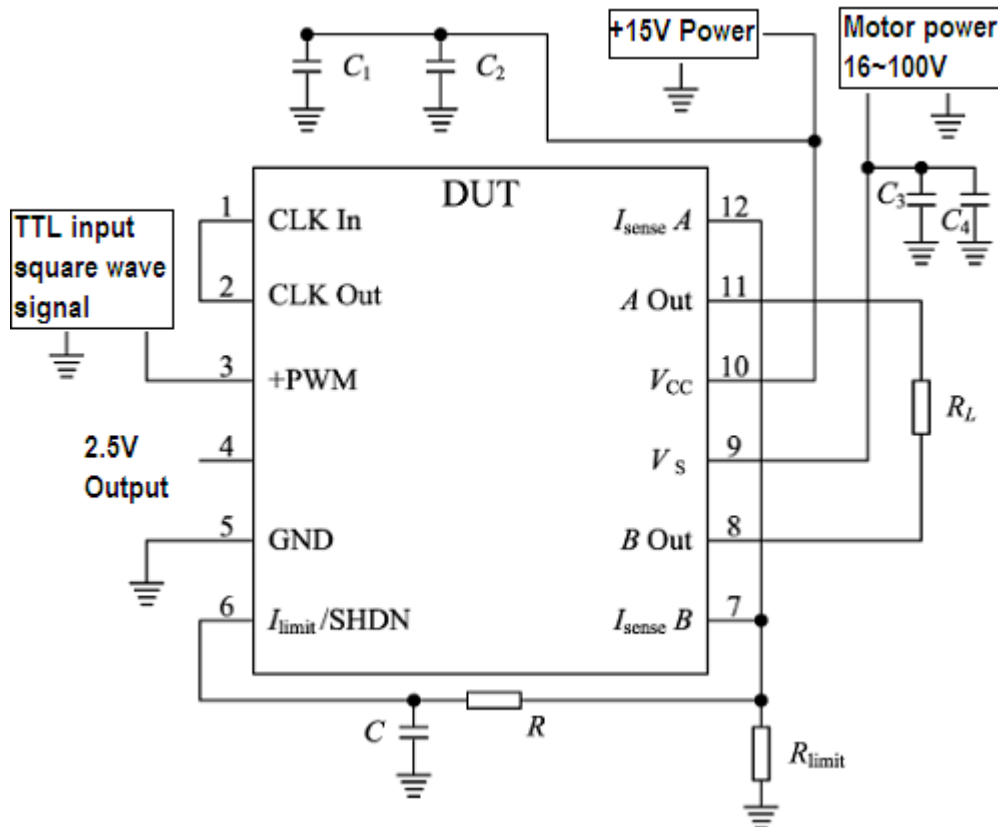 +15V Power
Motor power
16~100V
C1
C2
C3
C4
DUT
TTL input
square wave
signal
1
CLK In
2
CLK Out
3
+PWM
2.5V
Output
4
5
GND
6
Ilimit/SHDN
Isense A
12
A Out
11
VCC
10
VS
9
B Out
8
Isense B
7
RL
C
R
Rlimit